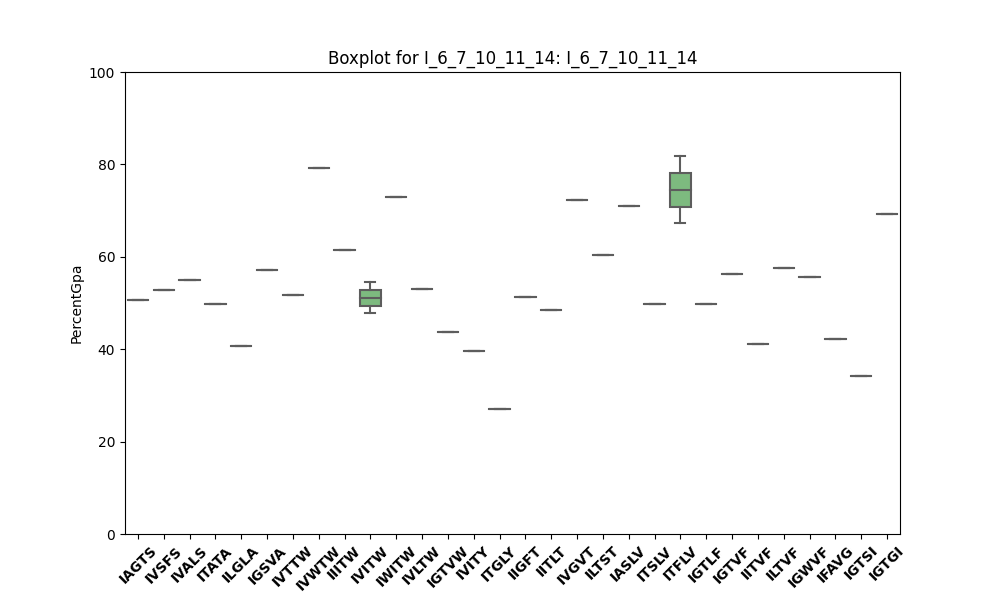 Boxplot for I_6_7_10_11_14: I_6_7_10_11_14
100
80
60
40
20
0
PercentGpa
IAGTS
IVSFS
IVALS
ITATA
ILGLA
IGSVA
IVTTW
IVWTW
IIITW
IVITW
IWITW
IVLTW
IGTVW
IVITY
ITGLY
IIGFT
IITLT
IVGVT
ILTST
IASLV
ITSLV
ITFLV
IGTLF
IGTVF
IITVF
ILTVF
IGWVF
IFAVG
IGTSI
IGTGI